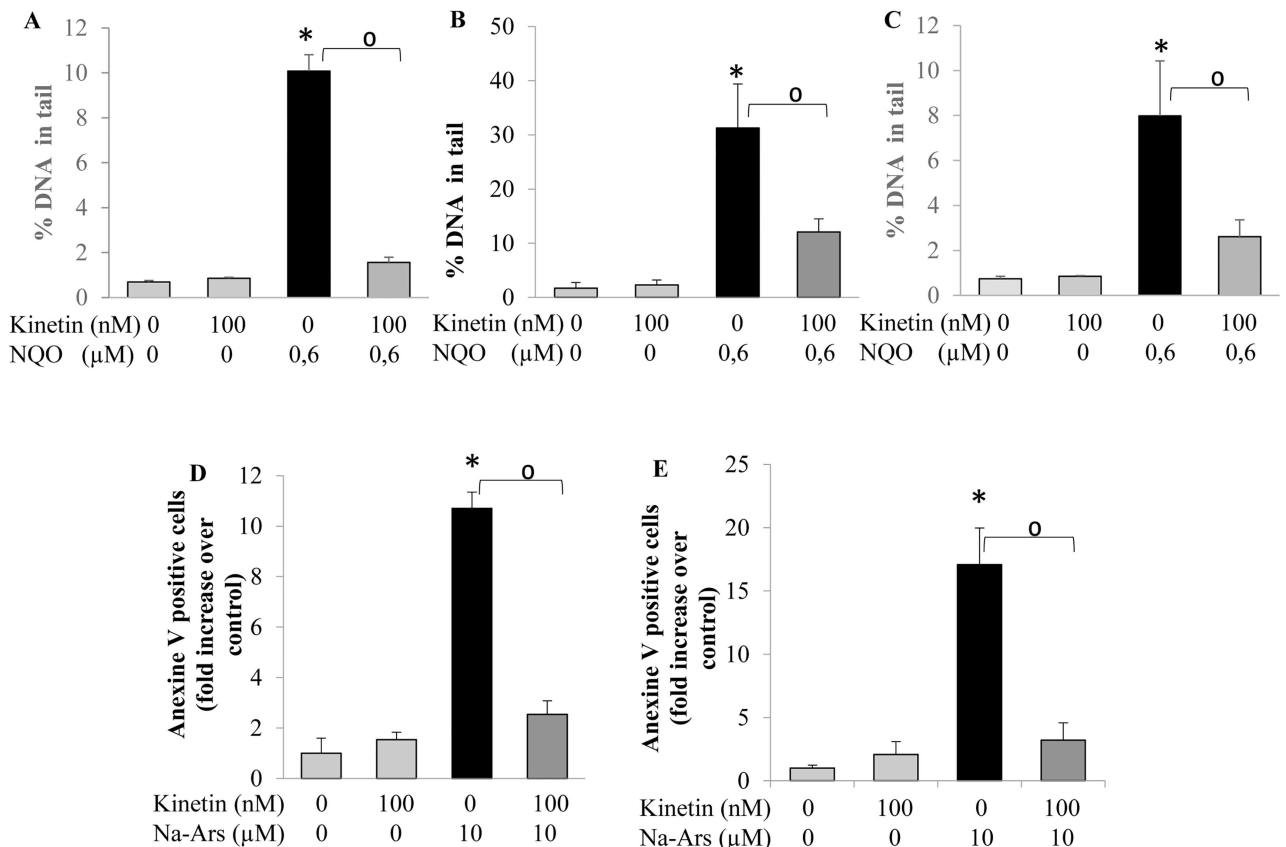 A
% DNA in tail
12
10
8
6
4
2
0
*
o
Kinetin (nM) 0 100 0 100
NQO (µM) 0 0 0,6 0,6
B
% DNA in tail
50
40
30
20
10
0
*
o
Kinetin (nM) 0 100 0 100
NQO (µM) 0 0 0,6 0,6
C
% DNA in tail
12
10
8
6
4
2
0
*
o
Kinetin (nM) 0 100 0 100
NQO (µM) 0 0 0,6 0,6
D
Anexine V positive cells
(fold increase over
control)
12
10
8
6
4
2
0
*
o
Kinetin (nM) 0 100 0 100
Na-Ars (µM) 0 0 10 10
E
Anexine V positive cells
(fold increase over
control)
25
20
15
10
5
0
*
o
Kinetin (nM) 0 100 0 100
Na-Ars (µM) 0 0 10 10